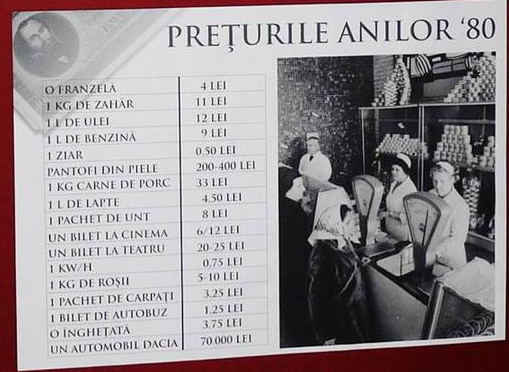 PREŢURILE ANILOR ‘80
O FRANZELĂ 4 LEI
1 KG DE ZAHĂR 11 LEI
1 L DE ULEI 12 LEI
1 L DE BENZINĂ 9 LEI
1 ZIAR 0.50 LEI
PANTOFI DIN PIELE 200-400 LEI
1 KG CARNE DE PORC 33 LEI
1 L DE LAPTE 4.50 LEI
1 PACHET DE UNT 8 LEI
UN BILET LA CINEMA 6/12 LEI
UN BILET LA TEATRU 20-25 LEI
1 KW/H 0,75 LEI
1 KG DE ROŞII 5-10 LEI
1 PACHET DE CARPAŢI 3.25 LEI
1 BILET DE AUTOBUZ 1.25 LEI
O ÎNGHEŢATĂ 3.75 LEI
UN AUTOMOBIL DACIA 70.000 LEI